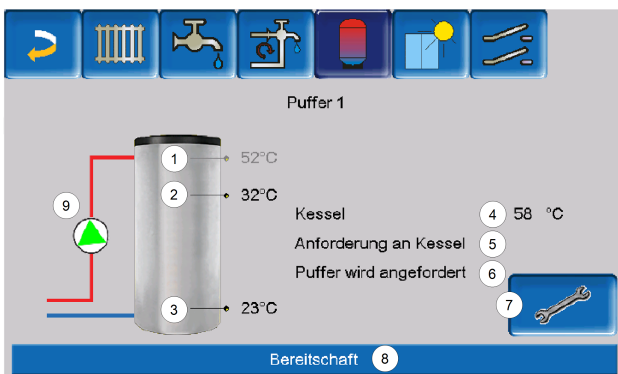 Puffer 1
1 52°C
2 32°C
9
Kessel 4 58 °C
Anforderung an Kessel 5
Puffer wird angefordert 6
3 23°C
7
Bereitschaft 8